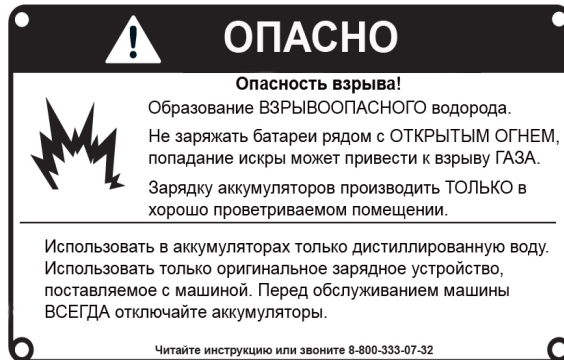 ОПАСНО
Опасность взрыва!
Образование ВЗРЫВООПАСНОГО водорода.
Не заряжать батареи рядом с ОТКРЫТЫМ ОГНЕМ,
попадание искры может привести к взрыву ГАЗА.
Зарядку аккумуляторов производить ТОЛЬКО в
хорошо проветриваемом помещении.
Использовать в аккумуляторах только дистиллированную воду.
Использовать только оригинальное зарядное устройство,
поставляемое с машиной. Перед обслуживанием машины
ВСЕГДА отключайте аккумуляторы.
Читайте инструкцию или звоните 8-800-333-07-32